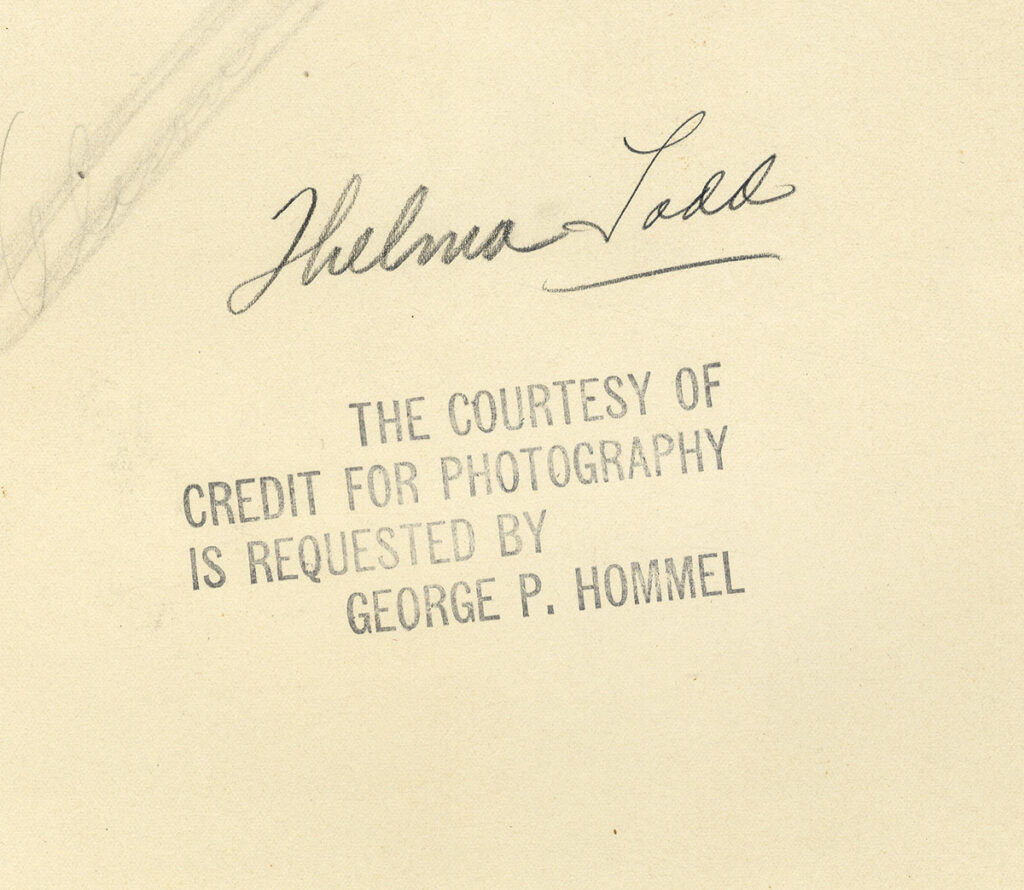 Thelma Todd
THE COURTESY OF
CREDIT FOR PHOTOGRAPHY
IS REQUESTED BY
GEORGE P. HOMMEL